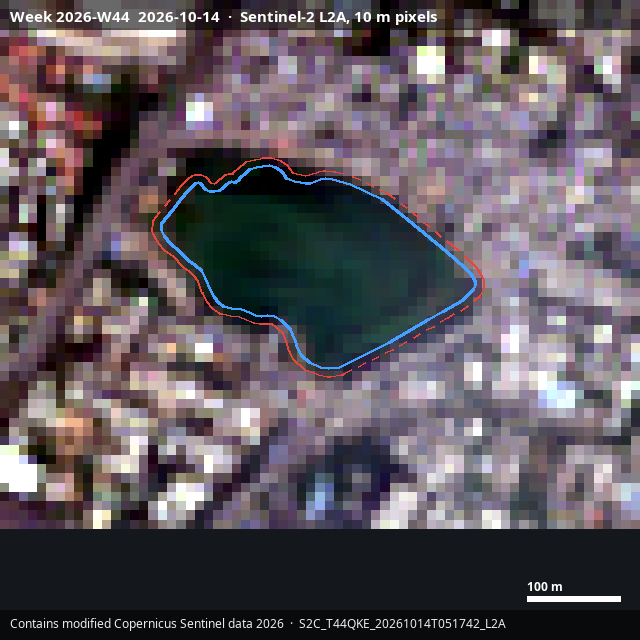 Week 2026-W44 2026-10-14 · Sentinel-2 L2A, 10 m pixels
100 m
Contains modified Copernicus Sentinel data 2026 · S2C_T44QKE_20261014T051742_L2A